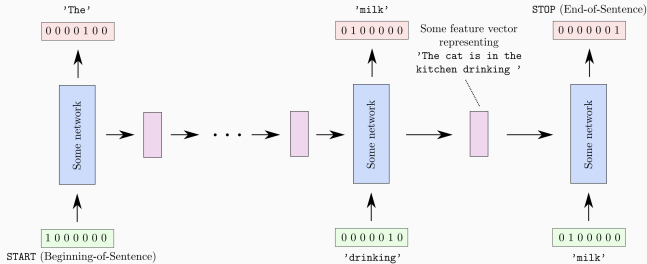 'The'
0 0 0 0 1 0 0
Some network
1 0 0 0 0 0 0
START (Beginning-of-Sentence)
. . .
'milk'
0 1 0 0 0 0 0
Some network
0 0 0 0 0 1 0
'drinking'
Some feature vector
representing
'The cat is in the
kitchen drinking '
STOP (End-of-Sentence)
0 0 0 0 0 0 1
Some network
0 1 0 0 0 0 0
'milk'